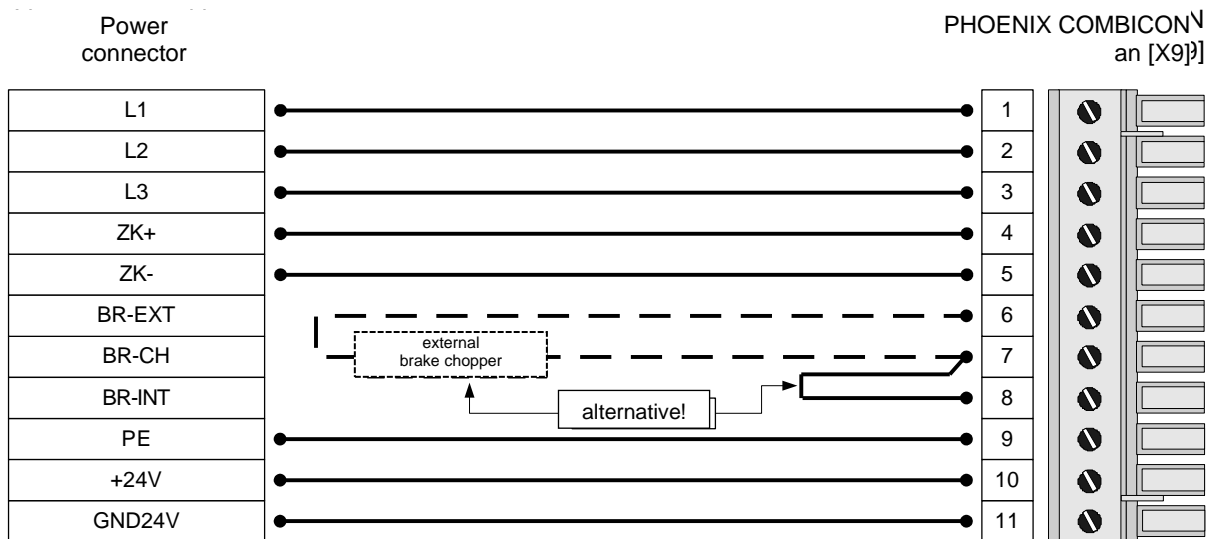 Power
connector
PHOENIX COMBICON
an [X9]
L1
1
L2
2
L3
3
ZK+
4
ZK-
5
BR-EXT
6
external
brake chopper
BR-CH
7
BR-INT
alternative!
8
PE
9
+24V
10
GND24V
11